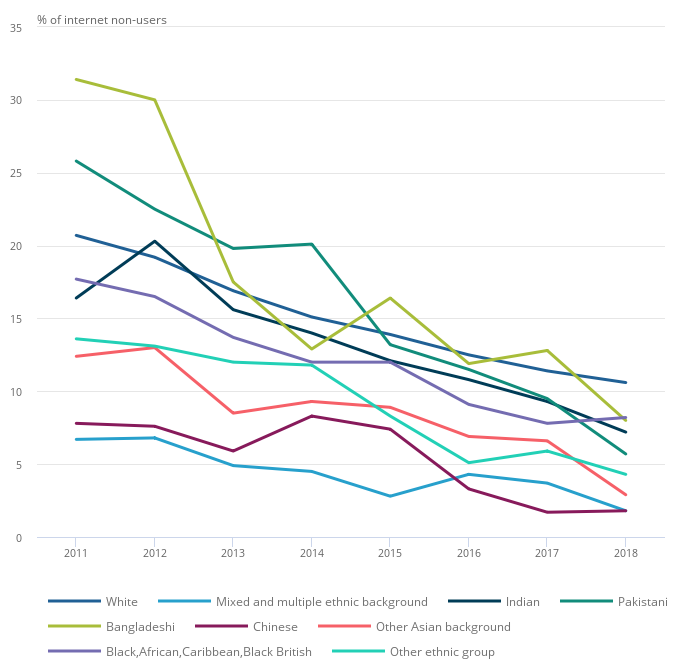 % of internet non-users
35
30
25
20
15
10
5
0
2011 2012 2013 2014 2015 2016 2017 2018
White Mixed and multiple ethnic background Indian Pakistani
Bangladeshi Chinese Other Asian background
Black,African,Caribbean,Black British Other ethnic group